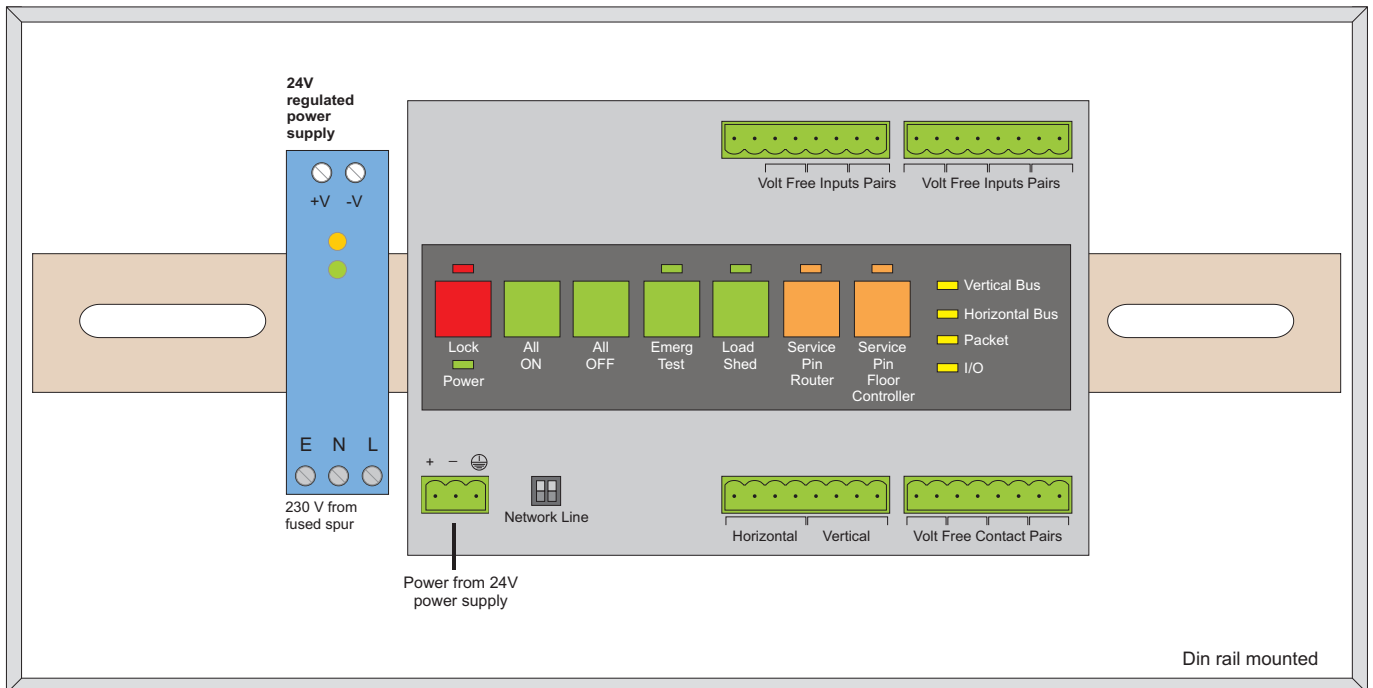 24V
regulated
power
supply
+V -V
E N L
230 V from
fused spur
Volt Free Inputs Pairs
Volt Free Inputs Pairs
Lock
Power
All
ON
All
OFF
Emerg
Test
Load
Shed
Service
Pin
Router
Service
Pin
Floor
Controller
Vertical Bus
Horizontal Bus
Packet
I/O
+ −
Network Line
Horizontal Vertical
Volt Free Contact Pairs
Power from 24V
power supply
Din rail mounted